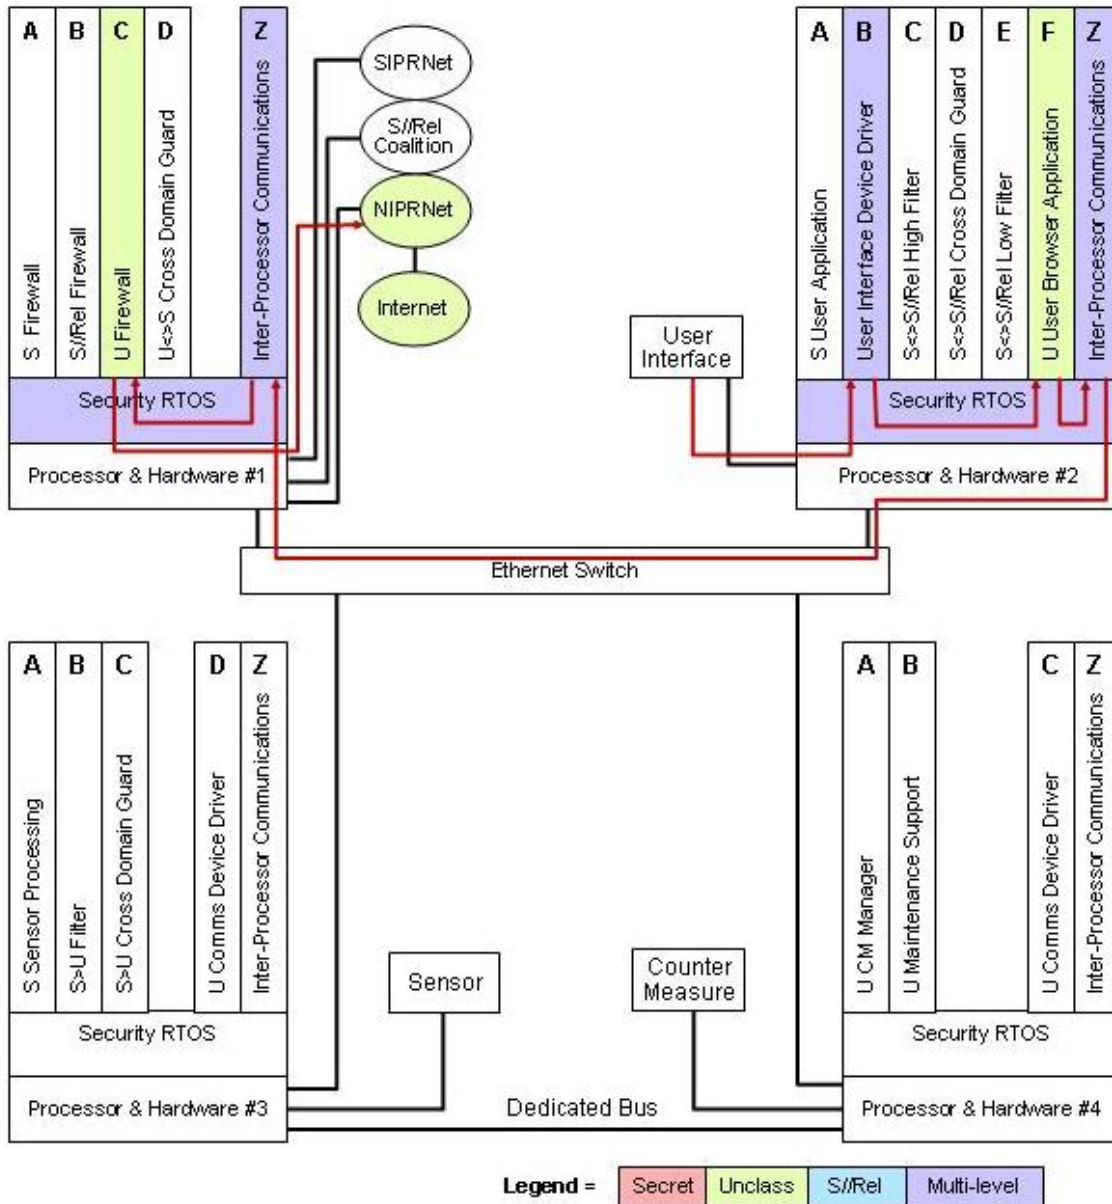 A
B
C
D
Z
S Firewall
S//Rel Firewall
U Firewall
U<>S Cross Domain Guard
Inter-Processor Communications
Security RTOS
Processor & Hardware #1
SIPRNet
S//Rel
Coalition
NIPRNet
Internet
User
Interface
A
B
C
D
E
F
Z
S User Application
User Interface Device Driver
S<>S//Rel High Filter
S<>S//Rel Cross Domain Guard
S<>S//Rel Low Filter
U User Browser Application
Inter-Processor Communications
Security RTOS
Processor & Hardware #2
Ethernet Switch
A
B
C
D
Z
S Sensor Processing
S>U Filter
S>U Cross Domain Guard
U Comms Device Driver
Inter-Processor Communications
Security RTOS
Processor & Hardware #3
Sensor
Counter
Measure
Dedicated Bus
A
B
C
Z
U CM Manager
U Maintenance Support
U Comms Device Driver
Inter-Processor Communications
Security RTOS
Processor & Hardware #4
Legend = Secret Unclass S//Rel Multi-level